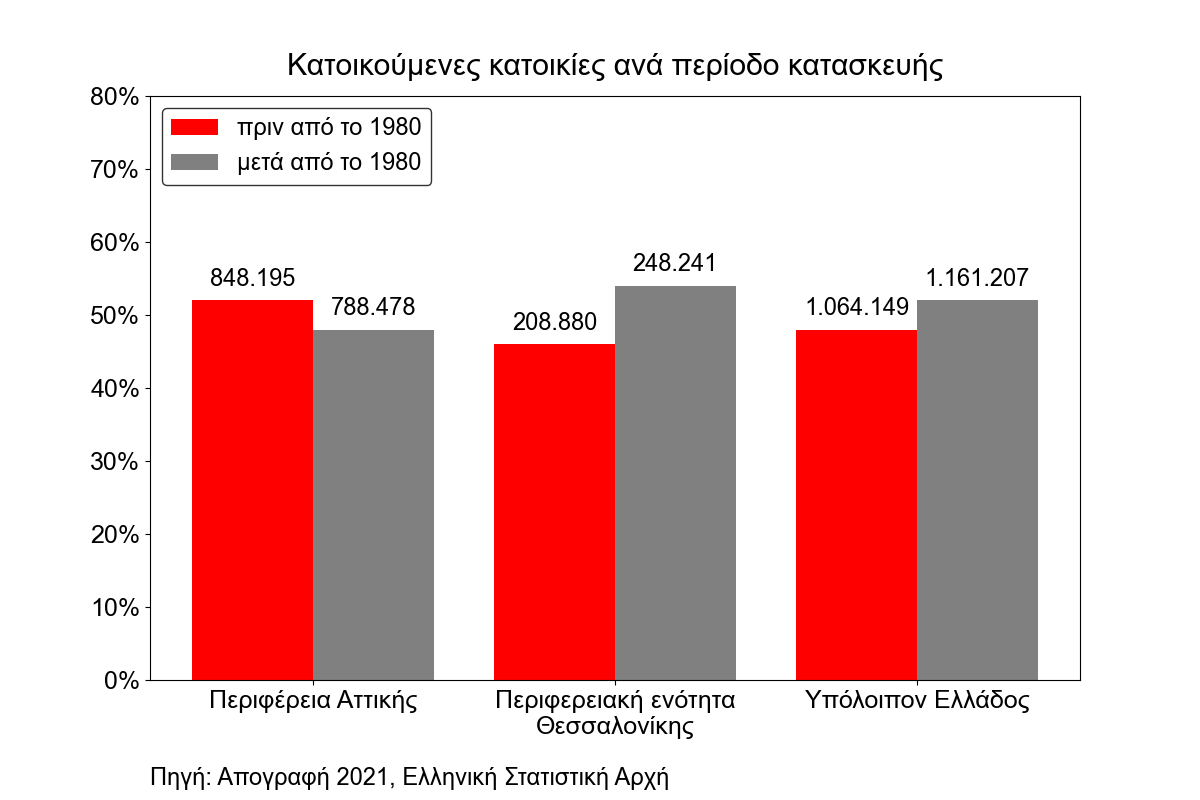 Κατοικούμενες κατοικίες ανά περίοδο κατασκευής
80%
70%
60%
50%
40%
30%
20%
10%
0%
πριν από το 1980
μετά από το 1980
848.195
788.478
208.880
248.241
1.064.149
1.161.207
Περιφέρεια Αττικής
Περιφερειακή ενότητα
Θεσσαλονίκης
Υπόλοιπον Ελλάδος
Πηγή: Απογραφή 2021, Ελληνική Στατιστική Αρχή